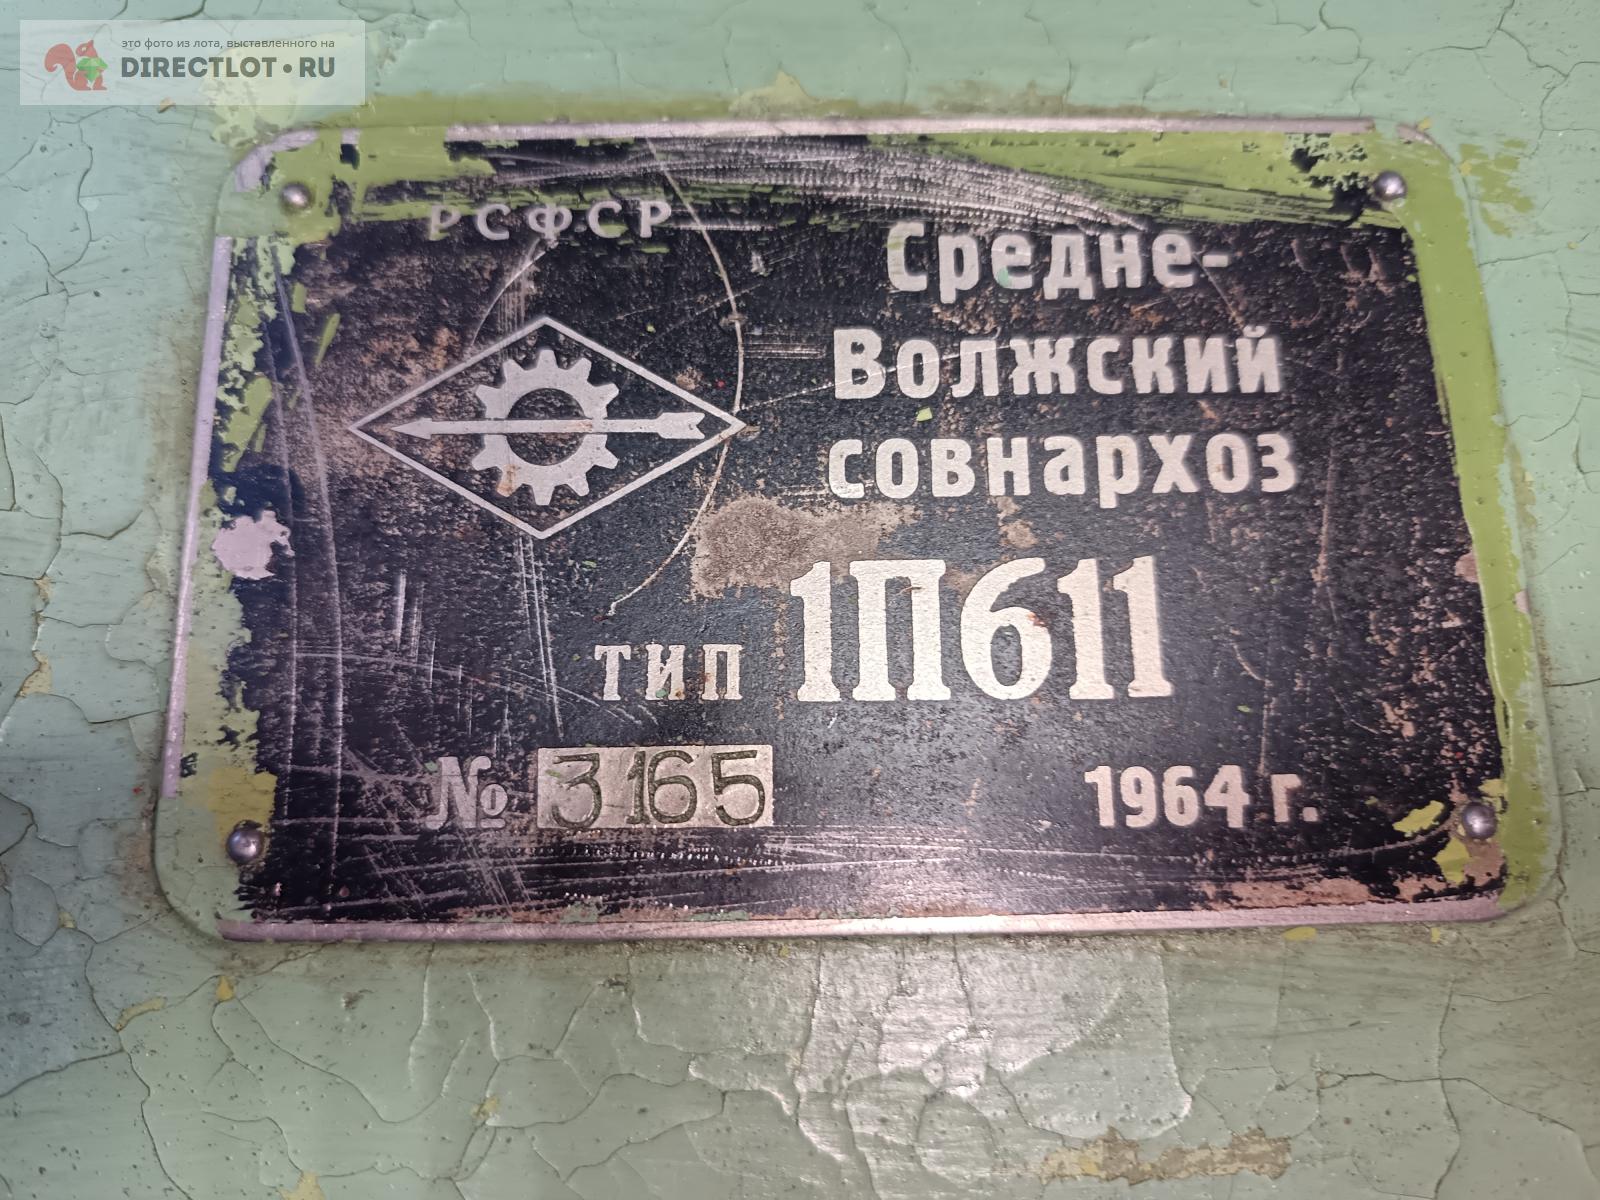 это фото из лота, выставленного на
DIRECTLOT•RU
РСФСР
Средне-
Волжский
совнархоз
тип 1П611
№ 3165
1964 г.